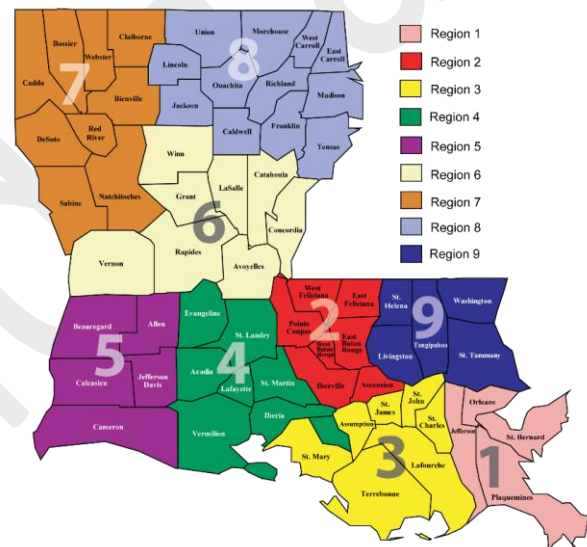 Region 1
Region 2
Region 3
Region 4
Region 5
Region 6
Region 7
Region 8
Region 9
Caddo
Bossier
Webster
Claiborne
7
Bienville
DeSoto
Red
River
Sabine
Natchitoches
Union
Morehouse
West
Carroll
East
Carroll
Lincoln
8
Ouachita
Richland
Madison
Jackson
Caldwell
Franklin
Tensas
Winn
LaSalle
Catahoula
Grant
6
Concordia
Rapides
Vernon
Avoyelles
West
Feliciana
East
Feliciana
Pointe
Coupee
2
West
Baton
Rouge
East
Baton
Rouge
Iberville
Ascension
St.
Helena
9
Washington
Tangipahoa
Livingston
St. Tammany
Beauregard
Allen
5
Calcasieu
Jefferson
Davis
Cameron
Evangeline
St. Landry
4
Acadia
Lafayette
St. Martin
Iberia
Vermilion
Assumption
St.
James
St.
John
St.
Charles
St. Mary
3
Lafourche
Terrebonne
Orleans
Jefferson
St. Bernard
1
Plaquemines